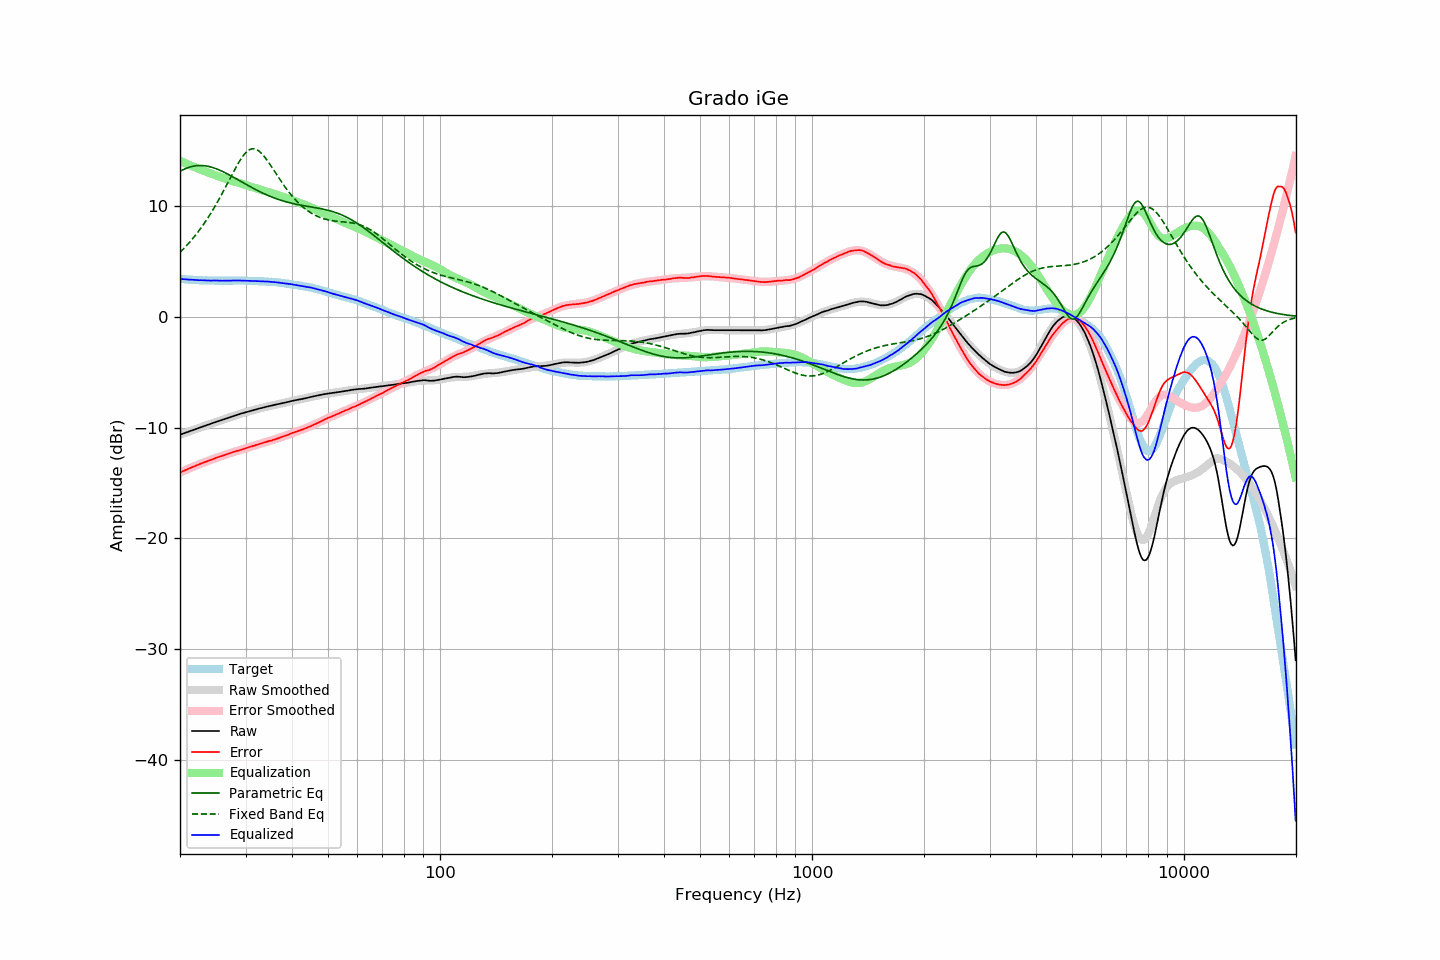 Grado iGe
10
0
−10
−20
−30
−40
Amplitude (dBr)
Target
Raw Smoothed
Error Smoothed
Raw
Error
Equalization
Parametric Eq
Fixed Band Eq
Equalized
100 1000 10000
Frequency (Hz)